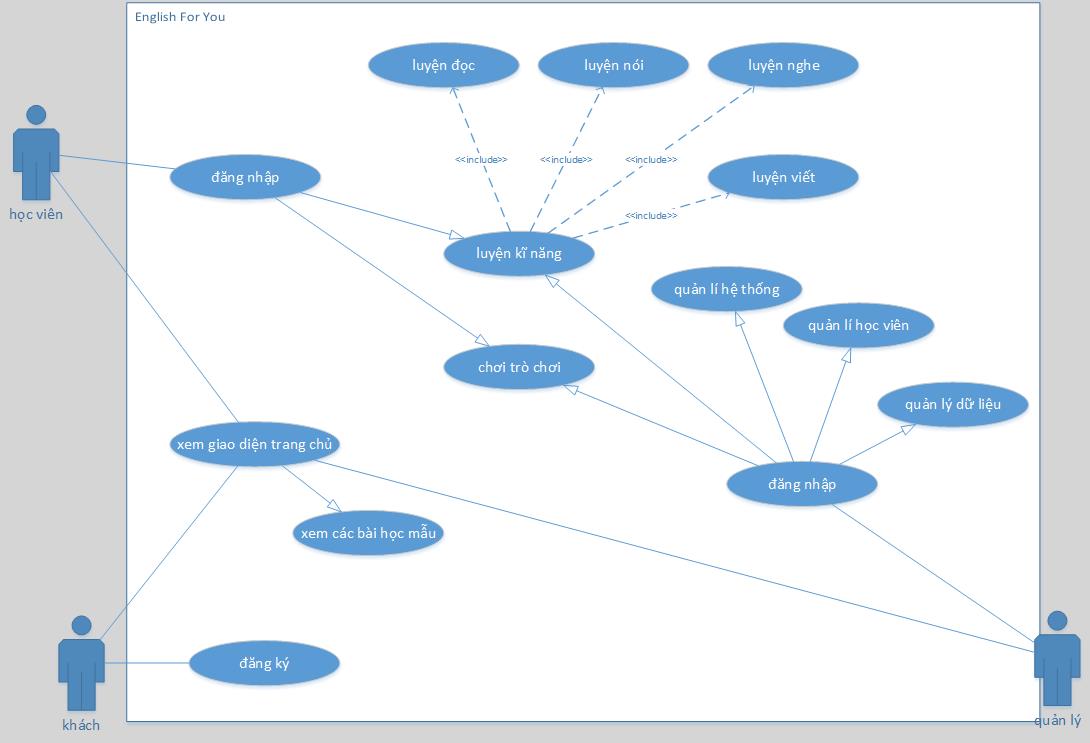 English For You
luyện đọc
luyện nói
luyện nghe
<<include>>
<<include>>
<<include>>
học viên
đăng nhập
luyện viết
<<include>>
luyện kĩ năng
quản lí hệ thống
quản lí học viên
chơi trò chơi
quản lý dữ liệu
xem giao diện trang chủ
đăng nhập
xem các bài học mẫu
đăng ký
khách
quản lý